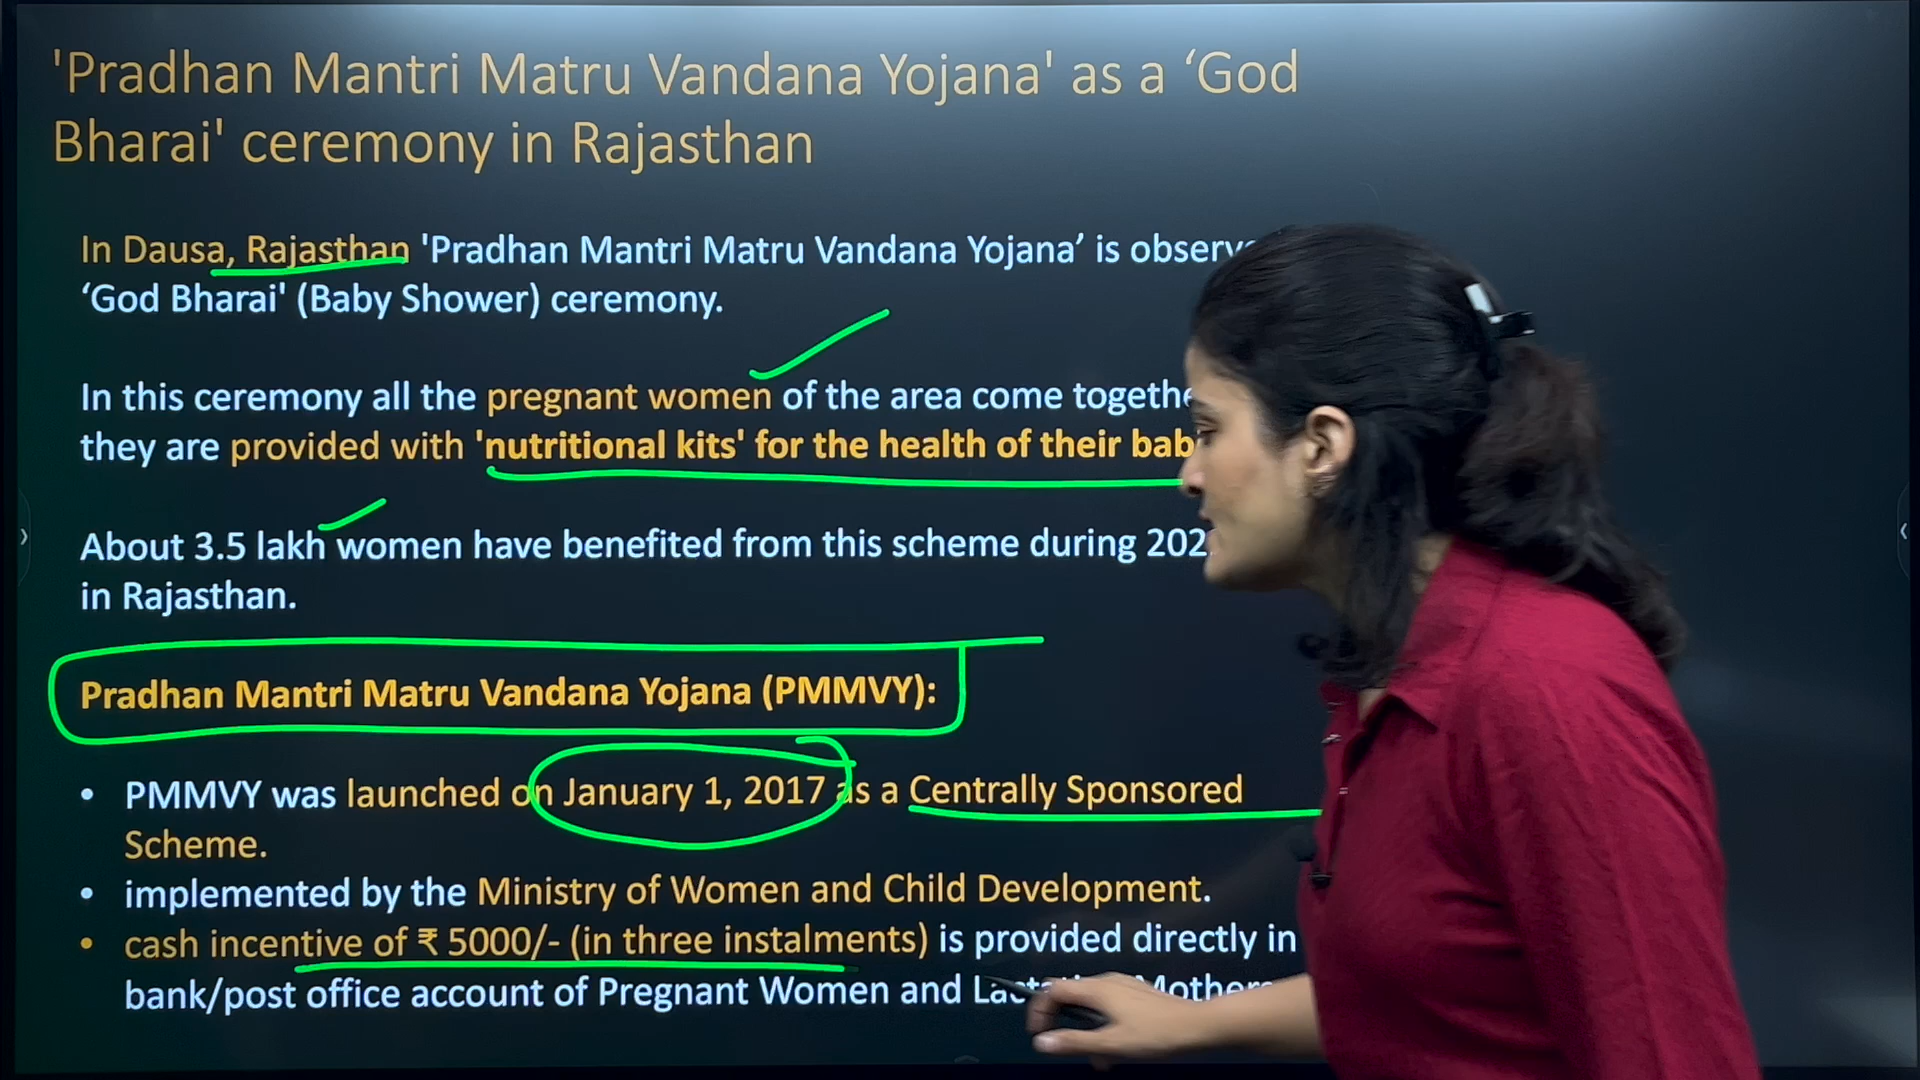 'Pradhan Mantri Matru Vandana Yojana' as a ‘God
Bharai' ceremony in Rajasthan
In Dausa, Rajasthan 'Pradhan Mantri Matru Vandana Yojana’ is
‘God Bharai' (Baby Shower) ceremony.
In this ceremony all the pregnant women of the area come
they are provided with 'nutritional kits' for the health of their
About 3.5 lakh women have benefited from this scheme during
in Rajasthan.
Pradhan Mantri Matru Vandana Yojana (PMMVY):
• PMMVY was launched on January 1, 2017 as a Centrally Sponsored
Scheme.
• implemented by the Ministry of Women and Child Development.
• cash incentive of ₹ 5000/- (in three instalments) is provided directly in
bank/post office account of Pregnant Women and